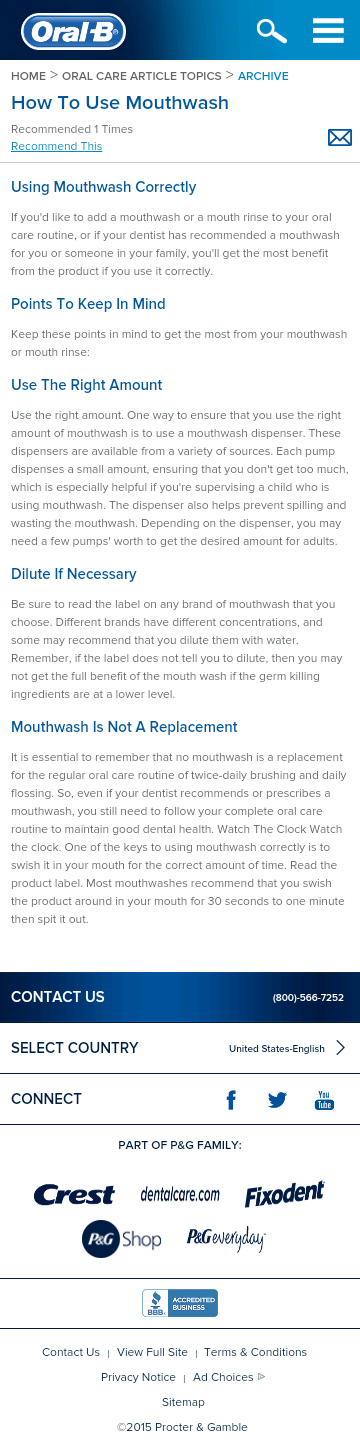 Oral-B
HOME > ORAL CARE ARTICLE TOPICS > ARCHIVE
How To Use Mouthwash
Recommended 1 Times
Recommend This
Using Mouthwash Correctly
If you'd like to add a mouthwash or a mouth rinse to your oral
care routine, or if your dentist has recommended a mouthwash
for you or someone in your family, you'll get the most benefit
from the product if you use it correctly.
Points To Keep In Mind
Keep these points in mind to get the most from your mouthwash
or mouth rinse:
Use The Right Amount
Use the right amount. One way to ensure that you use the right
amount of mouthwash is to use a mouthwash dispenser. These
dispensers are available from a variety of sources. Each pump
dispenses a small amount, ensuring that you don't get too much,
which is especially helpful if you're supervising a child who is
using mouthwash. The dispenser also helps prevent spilling and
wasting the mouthwash. Depending on the dispenser, you may
need a few pumps' worth to get the desired amount for adults.
Dilute If Necessary
Be sure to read the label on any brand of mouthwash that you
choose. Different brands have different concentrations, and
some may recommend that you dilute them with water.
Remember, if the label does not tell you to dilute, then you may
not get the full benefit of the mouth wash if the germ killing
ingredients are at a lower level.
Mouthwash Is Not A Replacement
It is essential to remember that no mouthwash is a replacement
for the regular oral care routine of twice-daily brushing and daily
flossing. So, even if your dentist recommends or prescribes a
mouthwash, you still need to follow your complete oral care
routine to maintain good dental health. Watch The Clock Watch
the clock. One of the keys to using mouthwash correctly is to
swish it in your mouth for the correct amount of time. Read the
product label. Most mouthwashes recommend that you swish
the product around in your mouth for 30 seconds to one minute
then spit it out.
CONTACT US (800)-566-7252
SELECT COUNTRY United States-English
CONNECT You Tube
PART OF P&G FAMILY:
Crest dentalcare.com Fixodent
P&G Shop P&G everyday
BBB ACCREDITED BUSINESS
Contact Us | View Full Site | Terms & Conditions
Privacy Notice | Ad Choices
Sitemap
©2015 Procter & Gamble